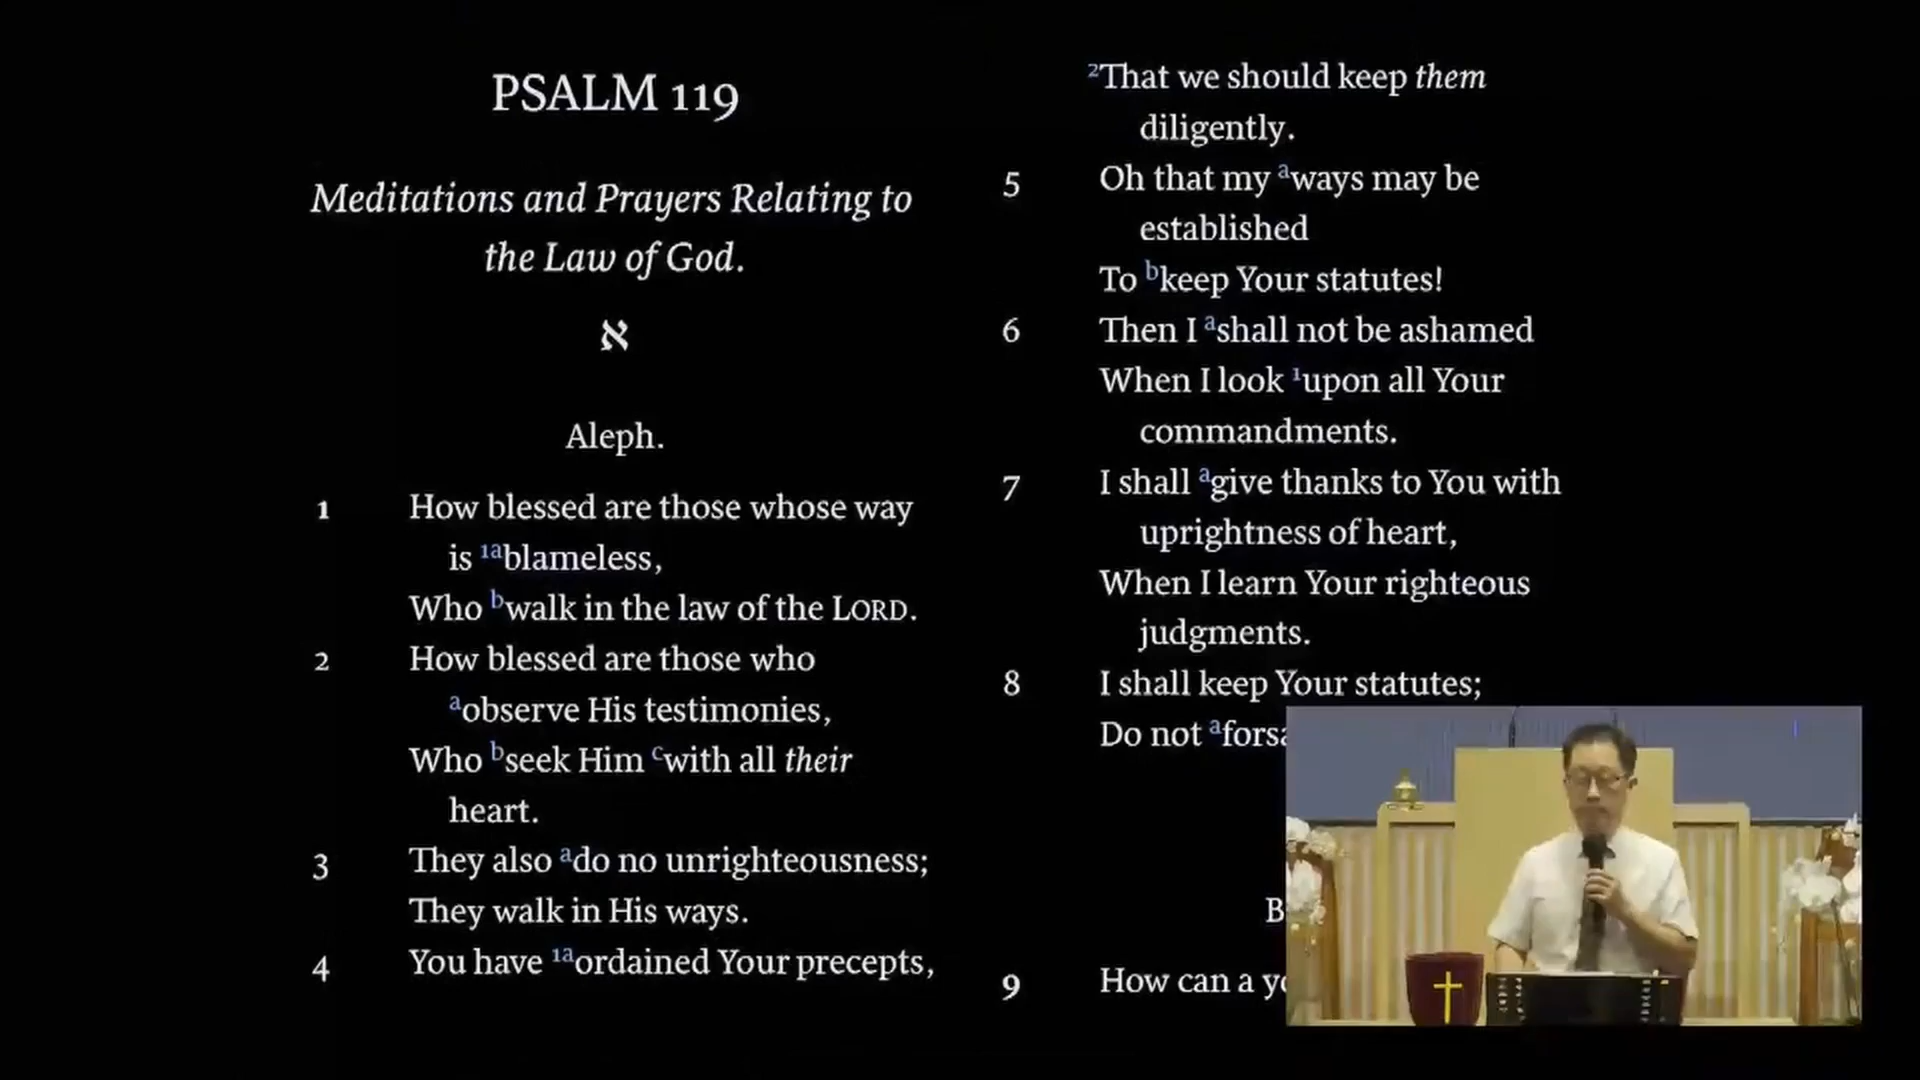 PSALM 119
Meditations and Prayers Relating to
the Law of God.
א
Aleph.
1 How blessed are those whose way
is 1ablameless,
Who bwalk in the law of the LORD.
2 How blessed are those who
aobserve His testimonies,
Who bseek Him cwith all their
heart.
3 They also ado no unrighteousness;
They walk in His ways.
4 You have 1aordained Your precepts,
2That we should keep them
diligently.
5 Oh that my aways may be
established
To bkeep Your statutes!
6 Then I ashall not be ashamed
When I look 1upon all Your
commandments.
7 I shall agive thanks to You with
uprightness of heart,
When I learn Your righteous
judgments.
8 I shall keep Your statutes;
Do not
9 How can a